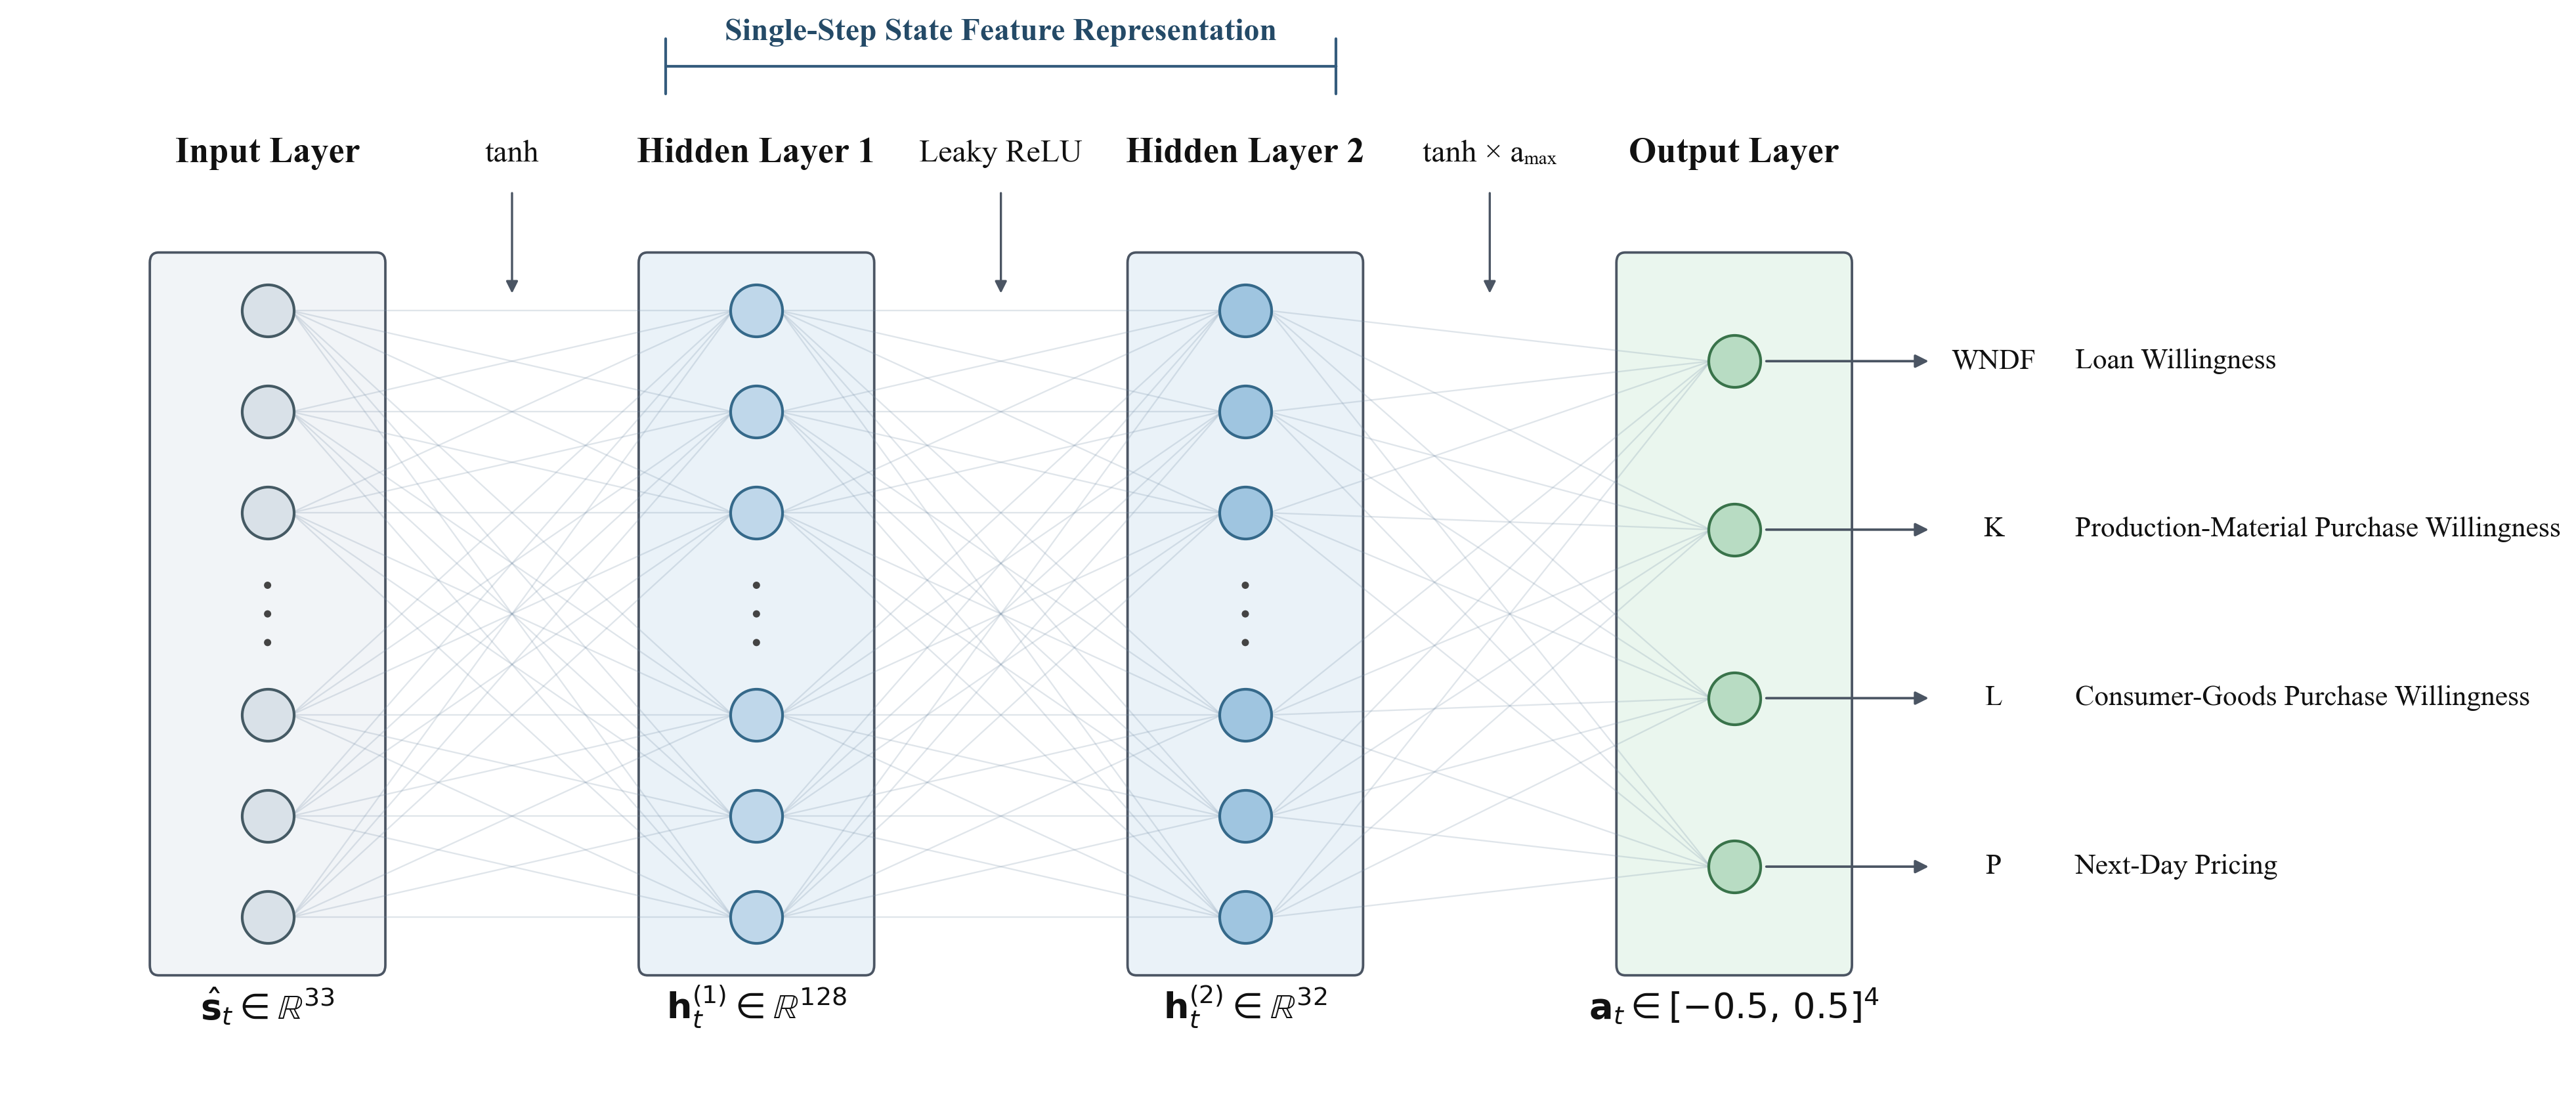 Single-Step State Feature Representation
Input Layer
tanh
Hidden Layer 1
Leaky ReLU
Hidden Layer 2
tanh × aₘₐₓ
Output Layer
WNDF Loan Willingness
K Production-Material Purchase Willingness
L Consumer-Goods Purchase Willingness
P Next-Day Pricing
ŝₜ ∈ ℝ³³
hₜ⁽¹⁾ ∈ ℝ¹²⁸
hₜ⁽²⁾ ∈ ℝ³²
aₜ ∈ [−0.5, 0.5]⁴